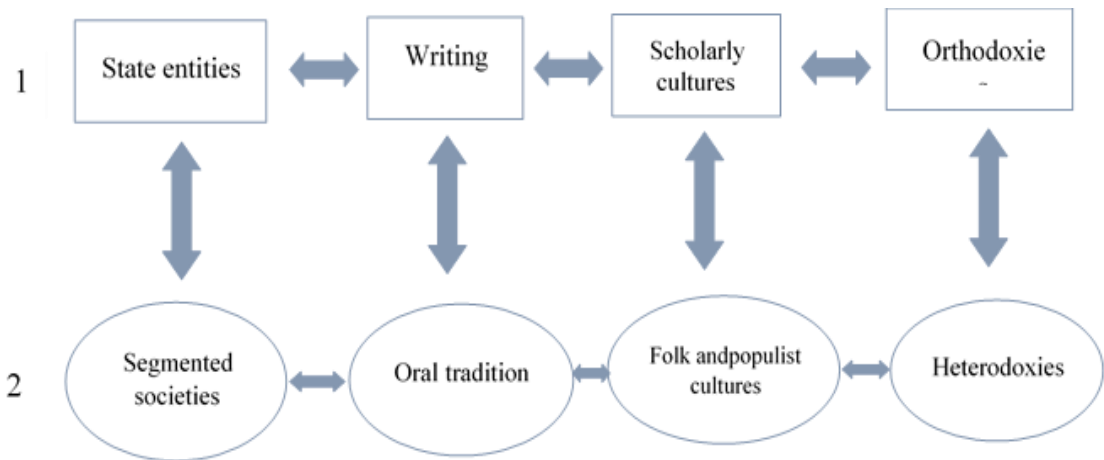 1
State entities
Writing
Scholarly
cultures
Orthodoxie
-
2
Segmented
societies
Oral tradition
Folk andpopulist
cultures
Heterodoxies